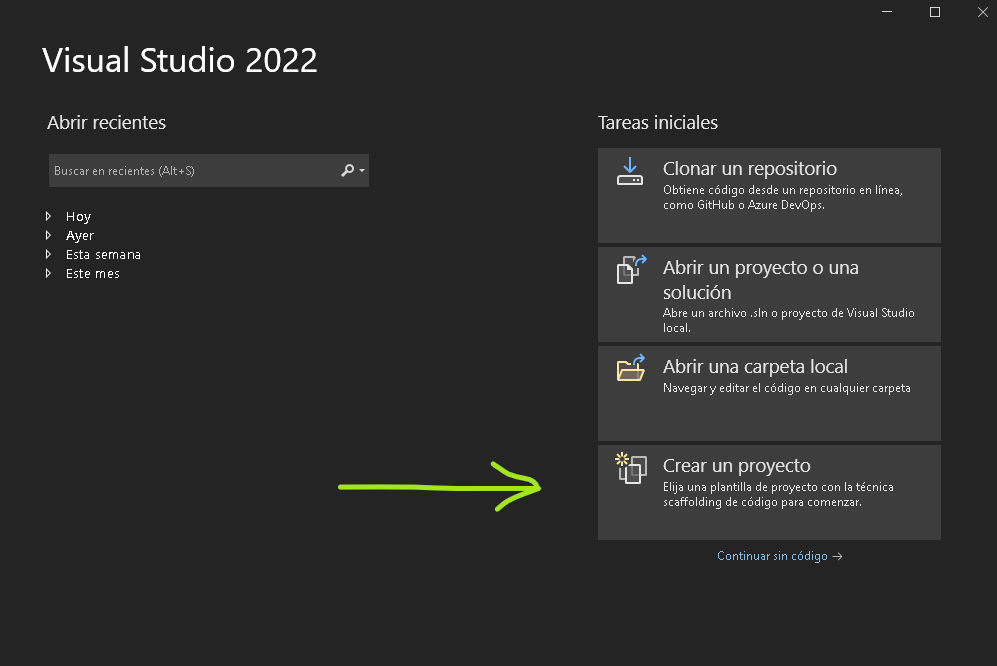 Visual Studio 2022
Abrir recientes
Buscar en recientes (Alt+S)
Hoy
Ayer
Esta semana
Este mes
Tareas iniciales
Clonar un repositorio
Obtiene código desde un repositorio en línea,
como GitHub o Azure DevOps.
Abrir un proyecto o una
solución
Abre un archivo .sln o proyecto de Visual Studio
local.
Abrir una carpeta local
Navegar y editar el código en cualquier carpeta
Crear un proyecto
Elija una plantilla de proyecto con la técnica
scaffolding de código para comenzar.
Continuar sin código →